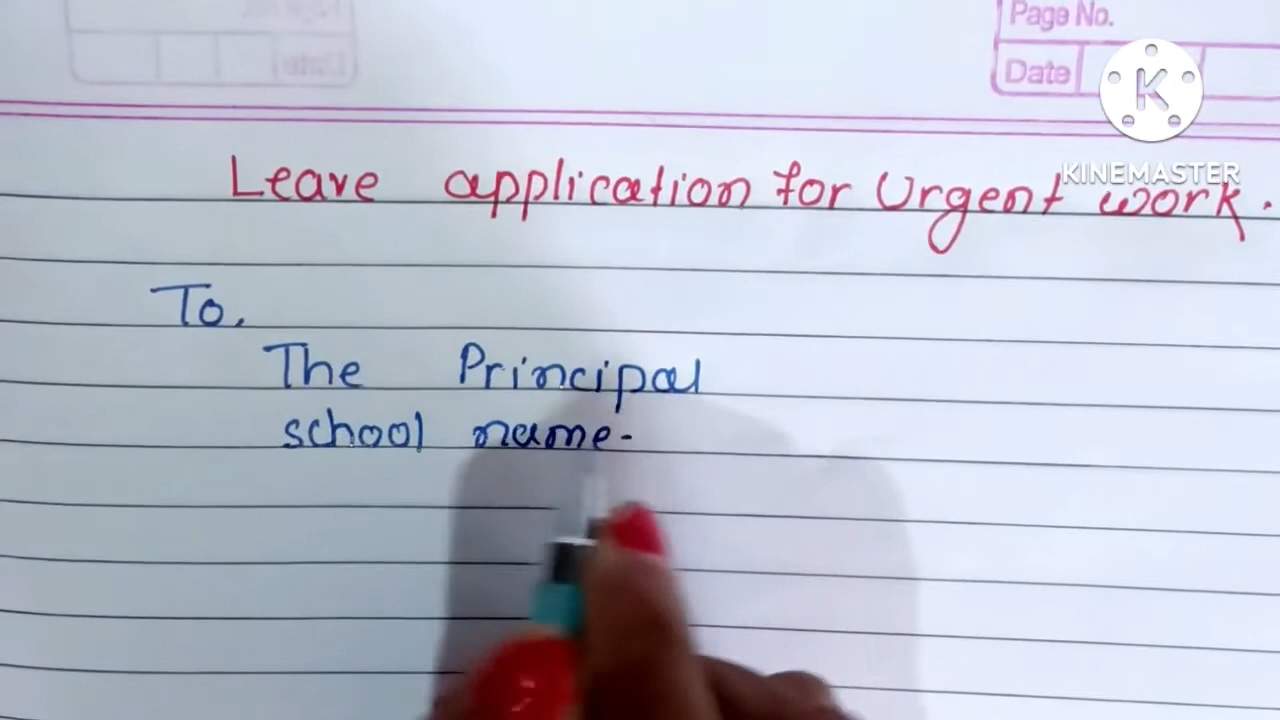 Page No.
Date
K
KINEMASTER
Leave application for Urgent work.
To,
The Principal
school name-